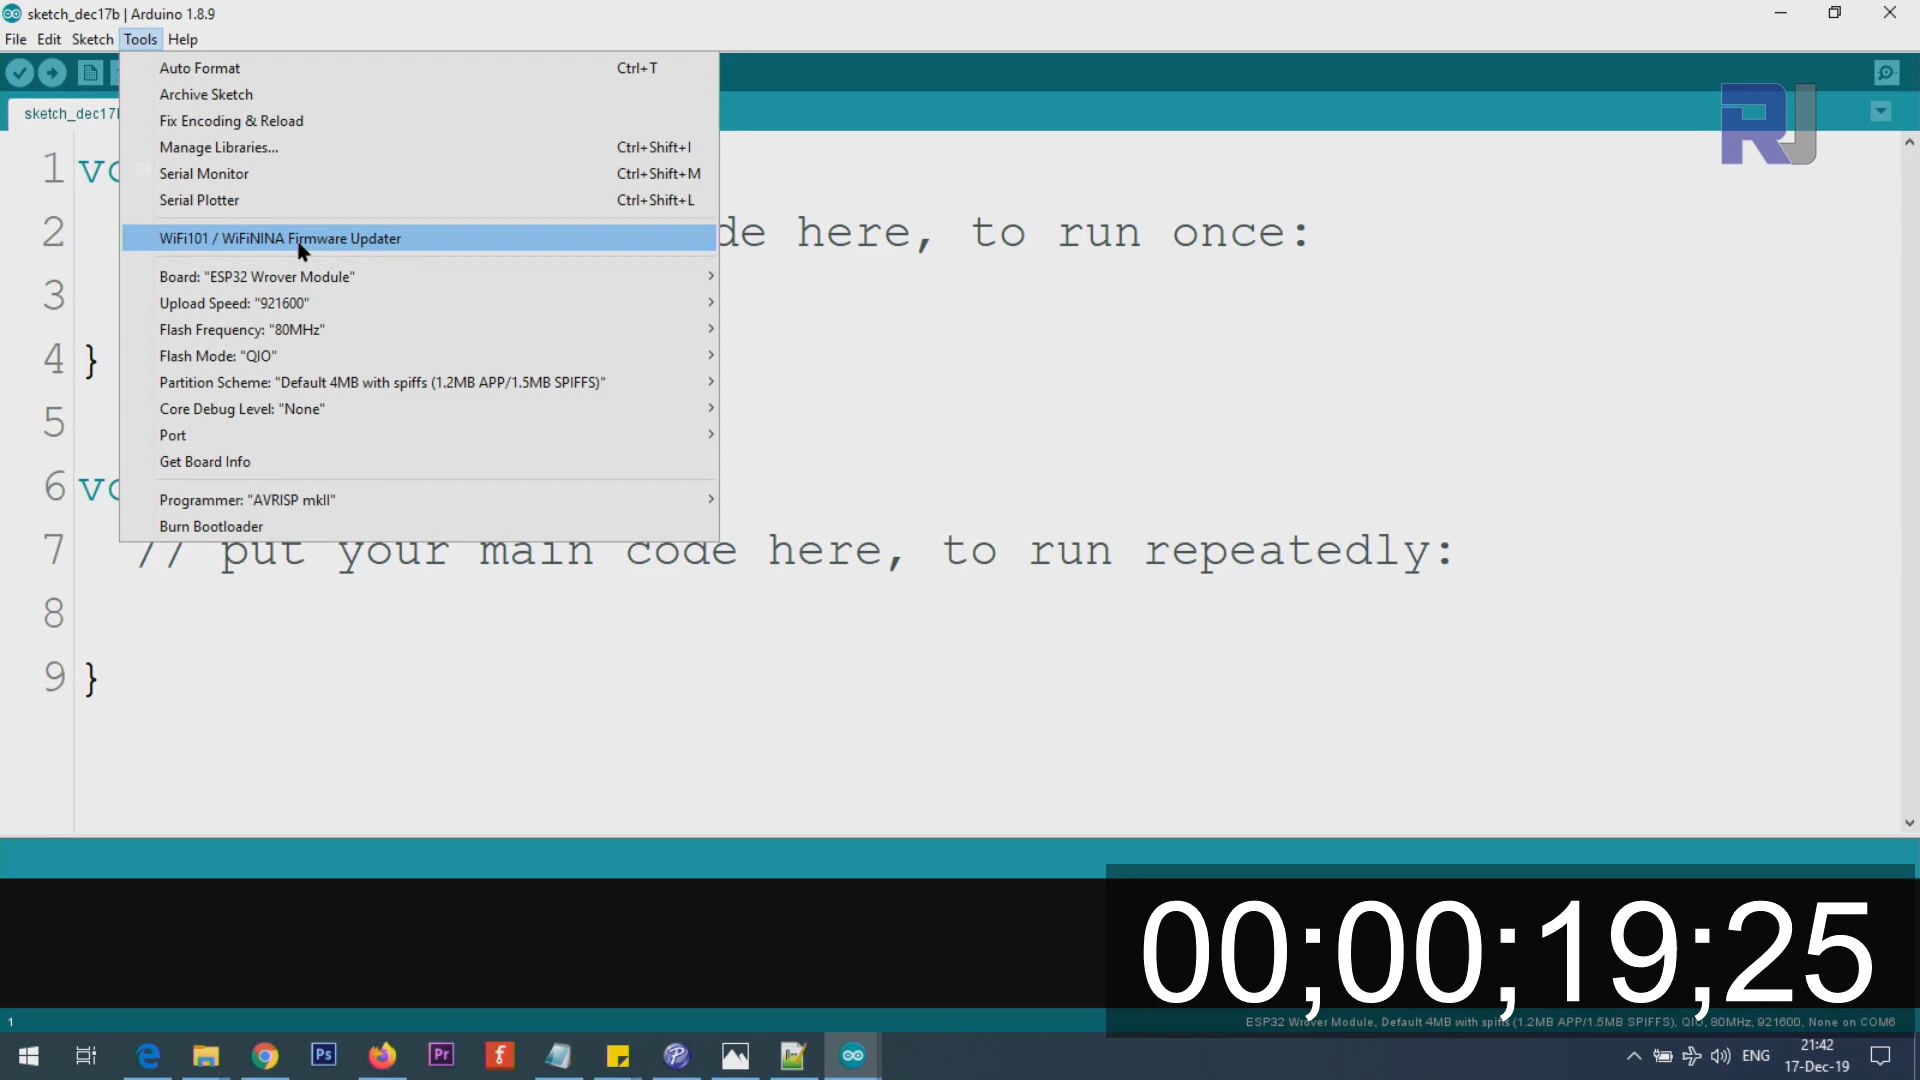 sketch_dec17b | Arduino 1.8.9
File Edit Sketch Tools Help
sketch_dec17
RJ
Auto Format Ctrl+T
Archive Sketch
Fix Encoding & Reload
Manage Libraries... Ctrl+Shift+I
Serial Monitor Ctrl+Shift+M
Serial Plotter Ctrl+Shift+L
WiFi101 / WiFiNINA Firmware Updater
Board: "ESP32 Wrover Module"
Upload Speed: "921600"
Flash Frequency: "80MHz"
Flash Mode: "QIO"
Partition Scheme: "Default 4MB with spiffs (1.2MB APP/1.5MB SPIFFS)"
Core Debug Level: "None"
Port
Get Board Info
Programmer: "AVRISP mkII"
Burn Bootloader
1 vo
2 de here, to run once:
3
4 }
5
6 vo
7 // put your main code here, to run repeatedly:
8
9 }
00;00;19;25
1 ESP32 Wrover Module, Default 4MB with spiffs (1.2MB APP/1.5MB SPIFFS), QIO, 80MHz, 921600, None on COM6
Ps Pr f ENG 21:42
17-Dec-19